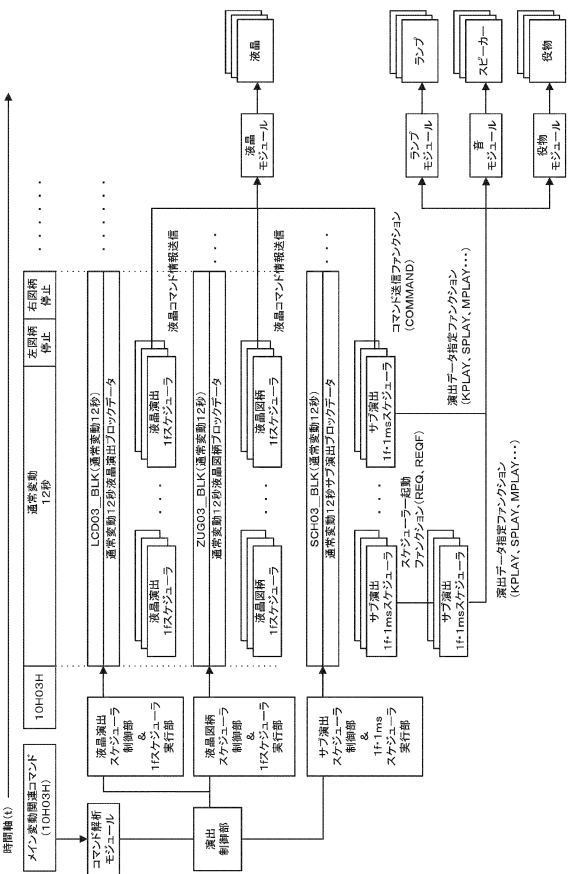 時間軸(t)
メイン変動関連コマンド
(10H03H)
10H03H
通常変動
12秒
左図柄
停止
右図柄
停止
・・・・
コマンド解析
モジュール
演出
制御部
液晶演出
スケジューラ
制御部
&
1fスケジューラ
実行部
LCD03_BLK(通常変動12秒)
通常変動12秒液晶演出ブロックデータ
・・・・
液晶演出
1fスケジューラ
・・・
液晶演出
1fスケジューラ
液晶コマンド情報送信
液晶図柄
スケジューラ
制御部
&
1fスケジューラ
実行部
ZUG03_BLK(通常変動12秒)
通常変動12秒液晶図柄ブロックデータ
・・・
液晶図柄
1fスケジューラ
・・・
液晶図柄
1fスケジューラ
液晶コマンド情報送信
液晶
モジュール
液晶
サブ演出
スケジューラ
制御部
&
1f・1ms
スケジューラ
実行部
SCH03_BLK(通常変動12秒)
通常変動12秒サブ演出ブロックデータ
・・・
サブ演出
1f・1msスケジューラ
・・・
サブ演出
1f・1msスケジューラ
コマンド送信ファンクション
(COMMAND)
スケジューラー起動
ファンクション(REQ、REQF)
サブ演出
1f・1msスケジューラ
演出データ指定ファンクション
(KPLAY、SPLAY、MPLAY・・・)
演出データ指定ファンクション
(KPLAY、SPLAY、MPLAY・・・)
ランプ
モジュール
ランプ
音
モジュール
スピーカー
役物
モジュール
役物